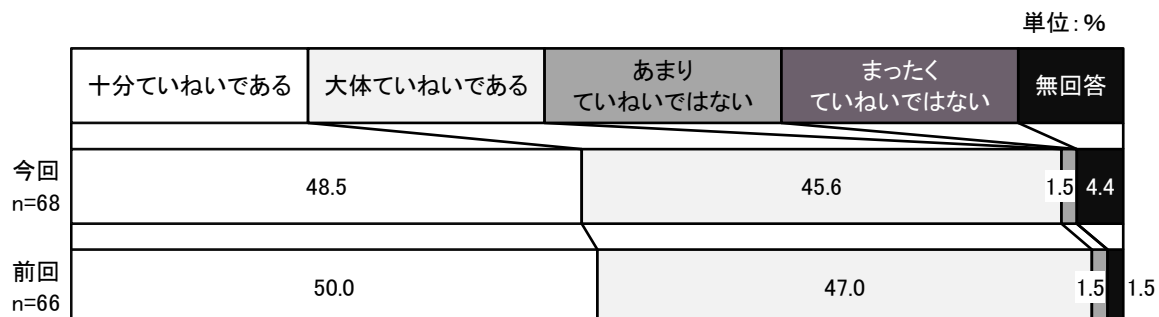 単位：%
十分ていねいである
大体ていねいである
あまり
ていねいではない
まったく
ていねいではない
無回答
今回
n=68
48.5
45.6
1.5
4.4
前回
n=66
50.0
47.0
1.5
1.5